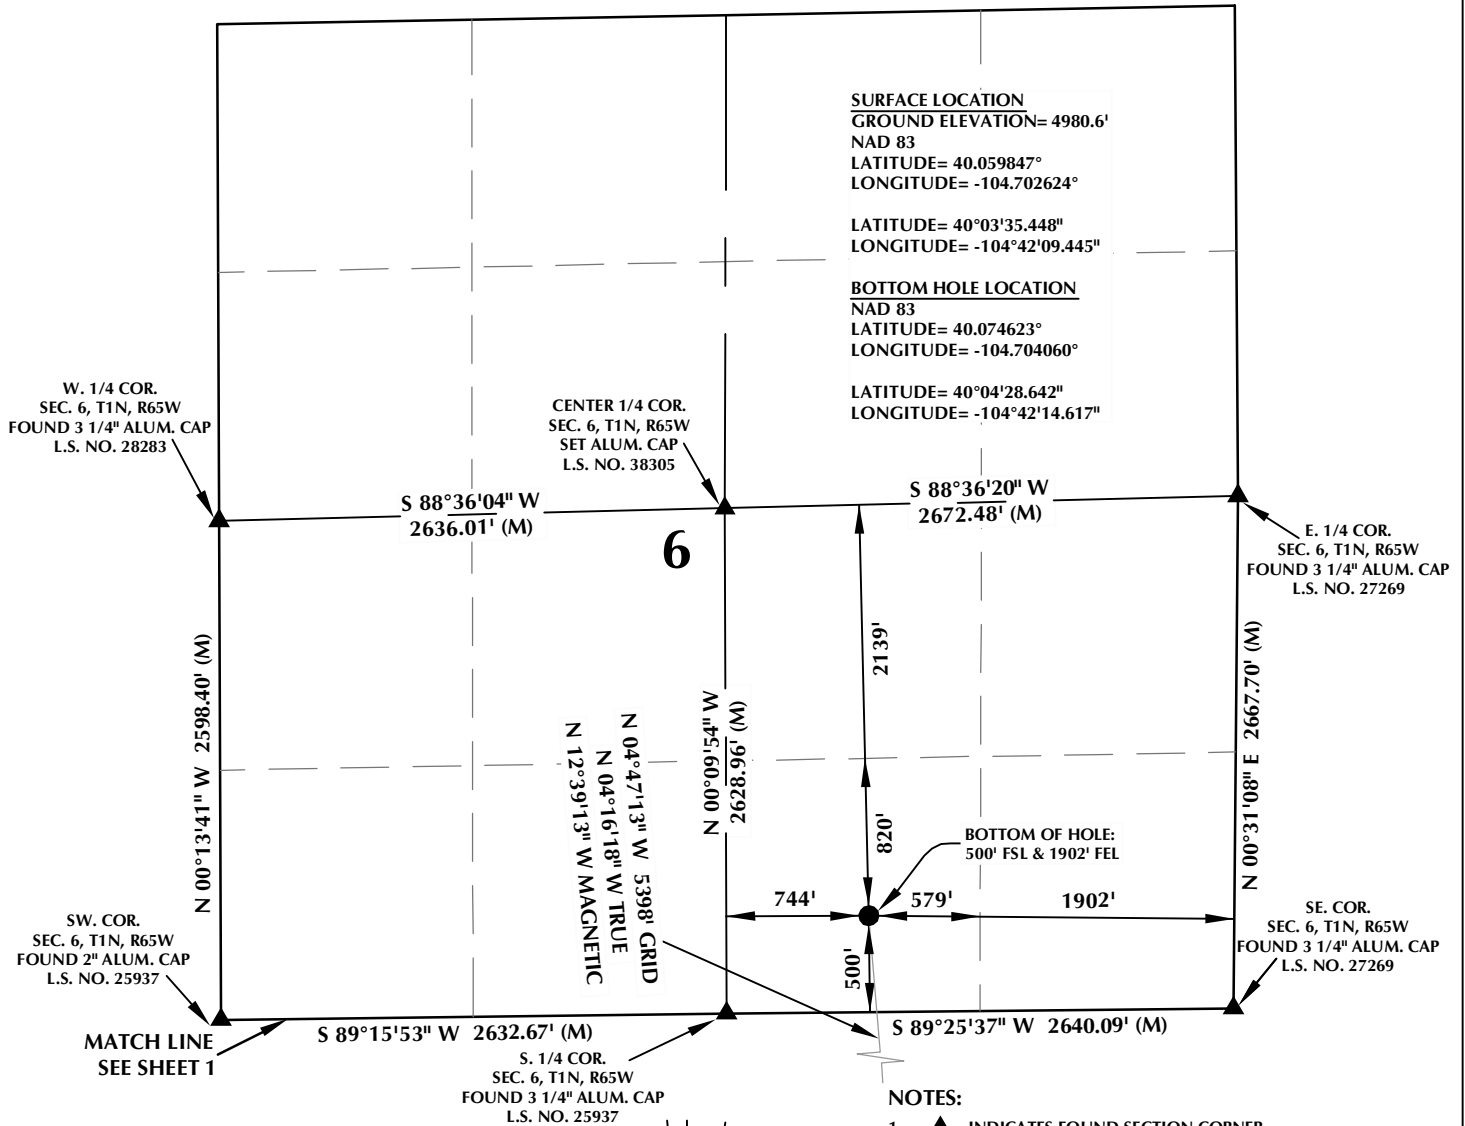 SURFACE LOCATION
GROUND ELEVATION= 4980.6'
NAD 83
LATITUDE= 40.059847°
LONGITUDE= -104.702624°
LATITUDE= 40°03'35.448"
LONGITUDE= -104°42'09.445"
BOTTOM HOLE LOCATION
NAD 83
LATITUDE= 40.074623°
LONGITUDE= -104.704060°
LATITUDE= 40°04'28.642"
LONGITUDE= -104°42'14.617"
W. 1/4 COR.
SEC. 6, T1N, R65W
FOUND 3 1/4" ALUM. CAP
L.S. NO. 28283
CENTER 1/4 COR.
SEC. 6, T1N, R65W
SET ALUM. CAP
L.S. NO. 38305
S 88°36'04" W
2636.01' (M)
S 88°36'20" W
2672.48' (M)
6
E. 1/4 COR.
SEC. 6, T1N, R65W
FOUND 3 1/4" ALUM. CAP
L.S. NO. 27269
N 00°13'41" W 2598.40' (M)
N 00°09'54" W
2628.96' (M)
2139'
N 00°31'08" E 2667.70' (M)
N 04°47'13" W 5398' GRID
N 04°16'18" W TRUE
N 12°39'13" W MAGNETIC
820'
BOTTOM OF HOLE:
500' FSL & 1902' FEL
744'
579'
1902'
500'
SW. COR.
SEC. 6, T1N, R65W
FOUND 2" ALUM. CAP
L.S. NO. 25937
SE. COR.
SEC. 6, T1N, R65W
FOUND 3 1/4" ALUM. CAP
L.S. NO. 27269
MATCH LINE
SEE SHEET 1
S 89°15'53" W 2632.67' (M)
S 89°25'37" W 2640.09' (M)
S. 1/4 COR.
SEC. 6, T1N, R65W
FOUND 3 1/4" ALUM. CAP
L.S. NO. 25937
NOTES:
1. INDICATES FOUND SECTION CORNER